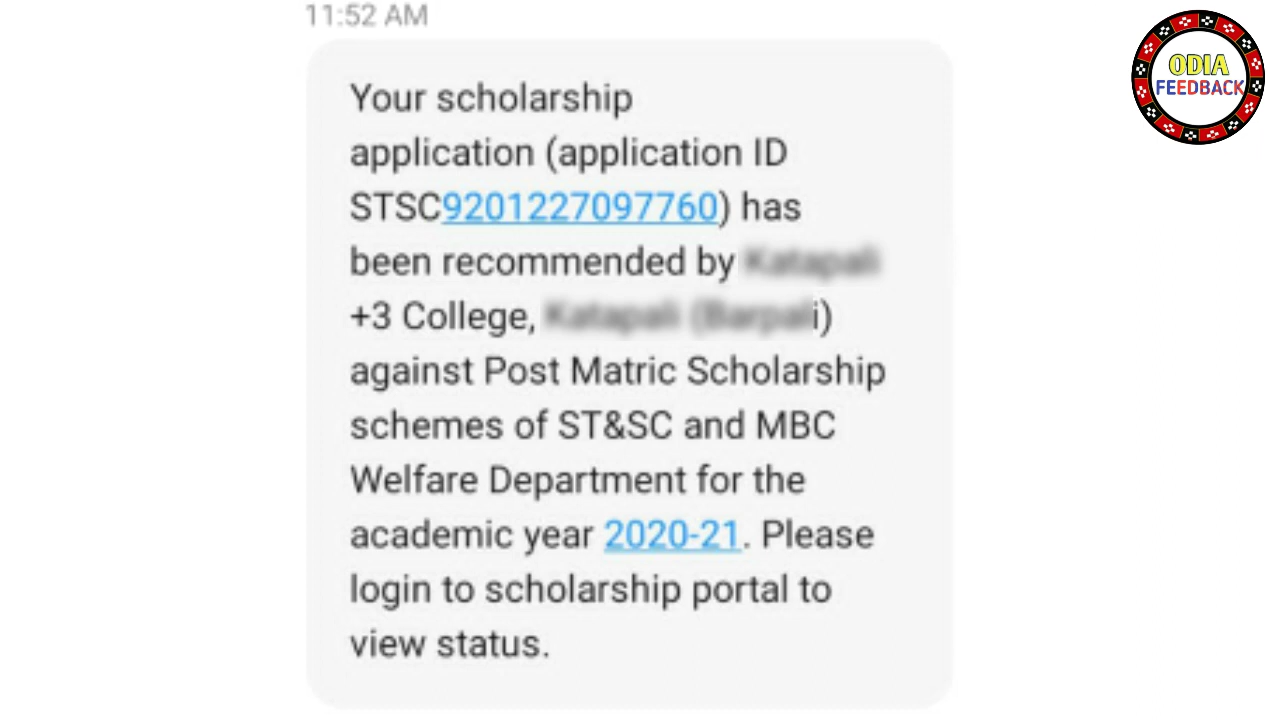 11:52 AM
ODIA
FEEDBACK
Your scholarship
application (application ID
STSC9201227097760) has
been recommended by
+3 College, i)
against Post Matric Scholarship
schemes of ST&SC and MBC
Welfare Department for the
academic year 2020-21. Please
login to scholarship portal to
view status.